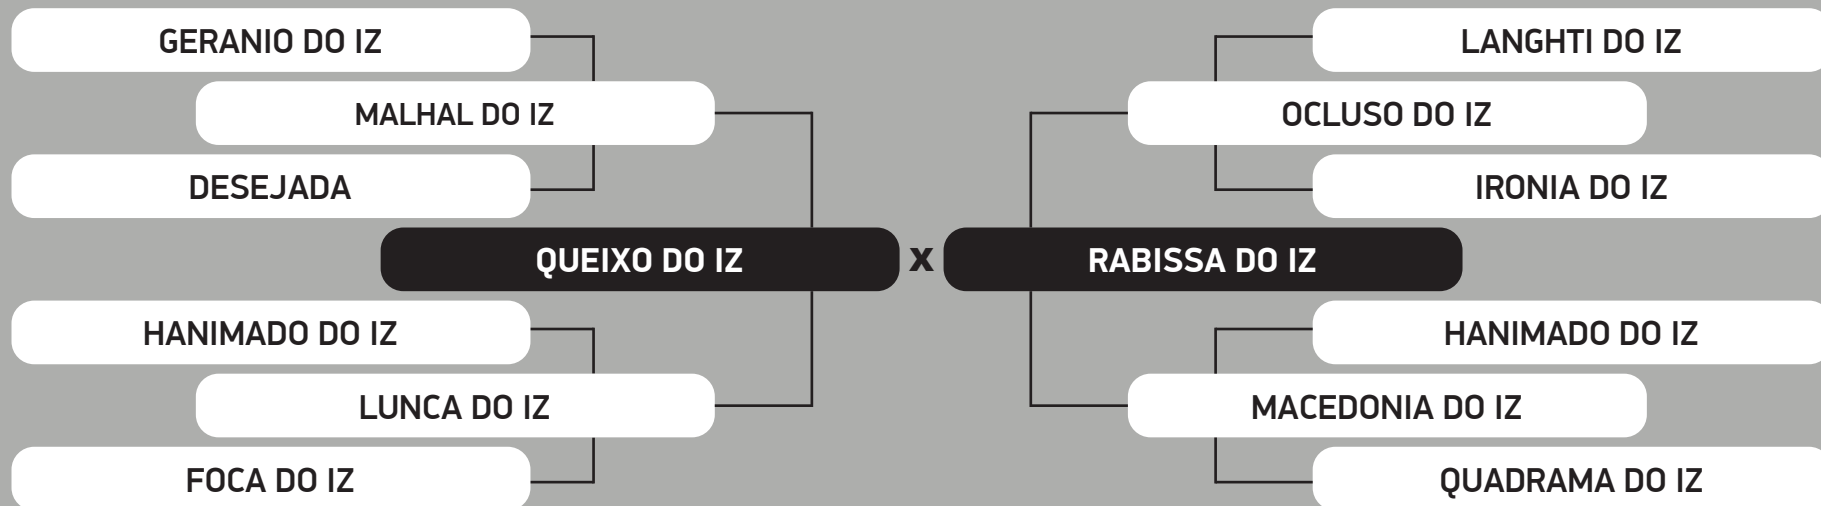 GERANIO DO IZ
LANGHTI DO IZ
MALHAL DO IZ
OCLUSO DO IZ
DESEJADA
IRONIA DO IZ
QUEIXO DO IZ X RABISSA DO IZ
HANIMADO DO IZ
HANIMADO DO IZ
LUNCA DO IZ
MACEDONIA DO IZ
FOCA DO IZ
QUADRAMA DO IZ